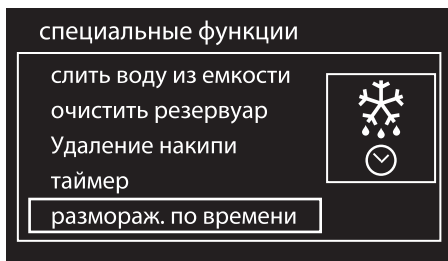 специальные функции
слить воду из емкости
очистить резервуар
Удаление накипи
таймер
размораж. по времени